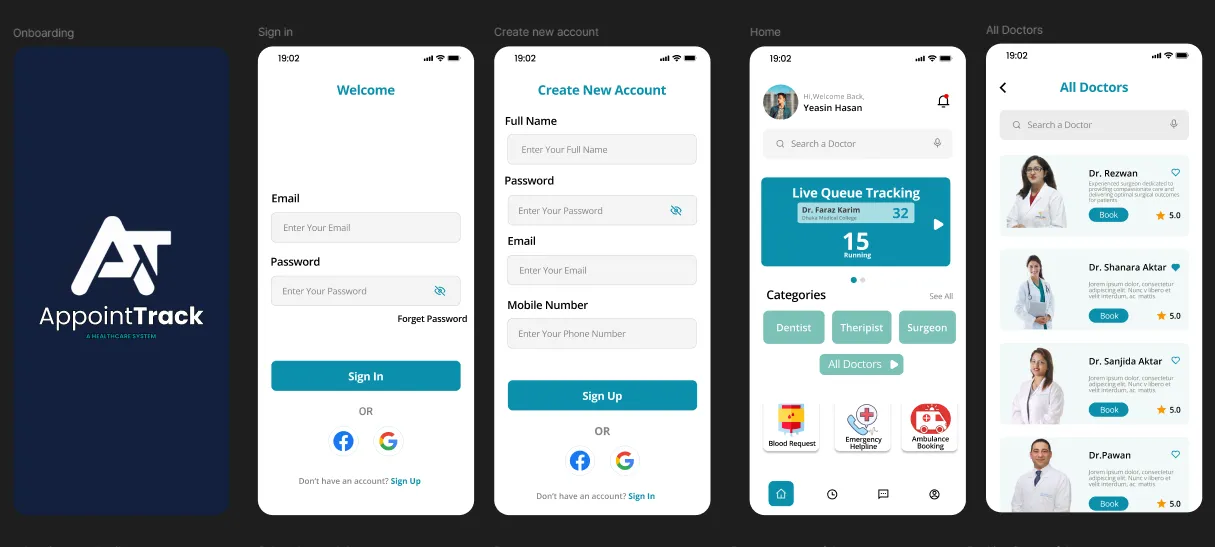 Onboarding
AT
AppointTrack
A HEALTHCARE SYSTEM
Sign in
19:02
Welcome
Email
Enter Your Email
Password
Enter Your Password
Forget Password
Sign In
OR
Don't have an account? Sign Up
Create new account
19:02
Create New Account
Full Name
Enter Your Full Name
Password
Enter Your Password
Email
Enter Your Email
Mobile Number
Enter Your Phone Number
Sign Up
OR
Don't have an account? Sign In
Home
19:02
Hi,Welcome Back,
Yeasin Hasan
Search a Doctor
Live Queue Tracking
Dr. Faraz Karim
Dhaka Medical College
32
15
Running
Categories
See All
Dentist
Theripist
Surgeon
All Doctors
Blood Request
Emergency
Helpline
Ambulance
Booking
All Doctors
19:02
All Doctors
Search a Doctor
Dr. Rezwan
Experienced surgeon dedicated to
providing compassionate care and
delivering optimal surgical outcomes
for patients
Book
5.0
Dr. Shanara Aktar
Jorem ipsum dolor, consectetur
adipiscing elit. Nunc v libero et
velit interdum, ac mattis
Book
5.0
Dr. Sanjida Aktar
Jorem ipsum dolor, consectetur
adipiscing elit. Nunc v libero et
velit interdum, ac mattis
Book
5.0
Dr.Pawan
Jorem ipsum dolor, consectetur
adipiscing elit. Nunc v libero et
velit interdum, ac mattis
Book
5.0